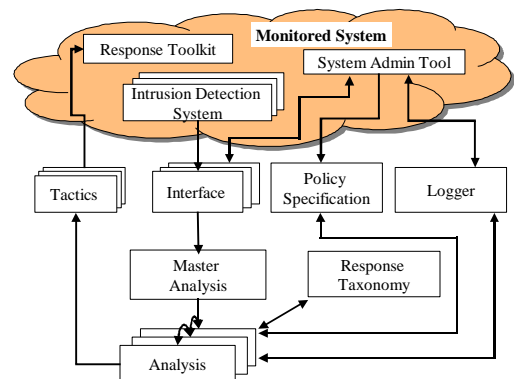 Monitored System
Response Toolkit
System Admin Tool
Intrusion Detection
System
Tactics
Interface
Policy
Specification
Logger
Master
Analysis
Response
Taxonomy
Analysis